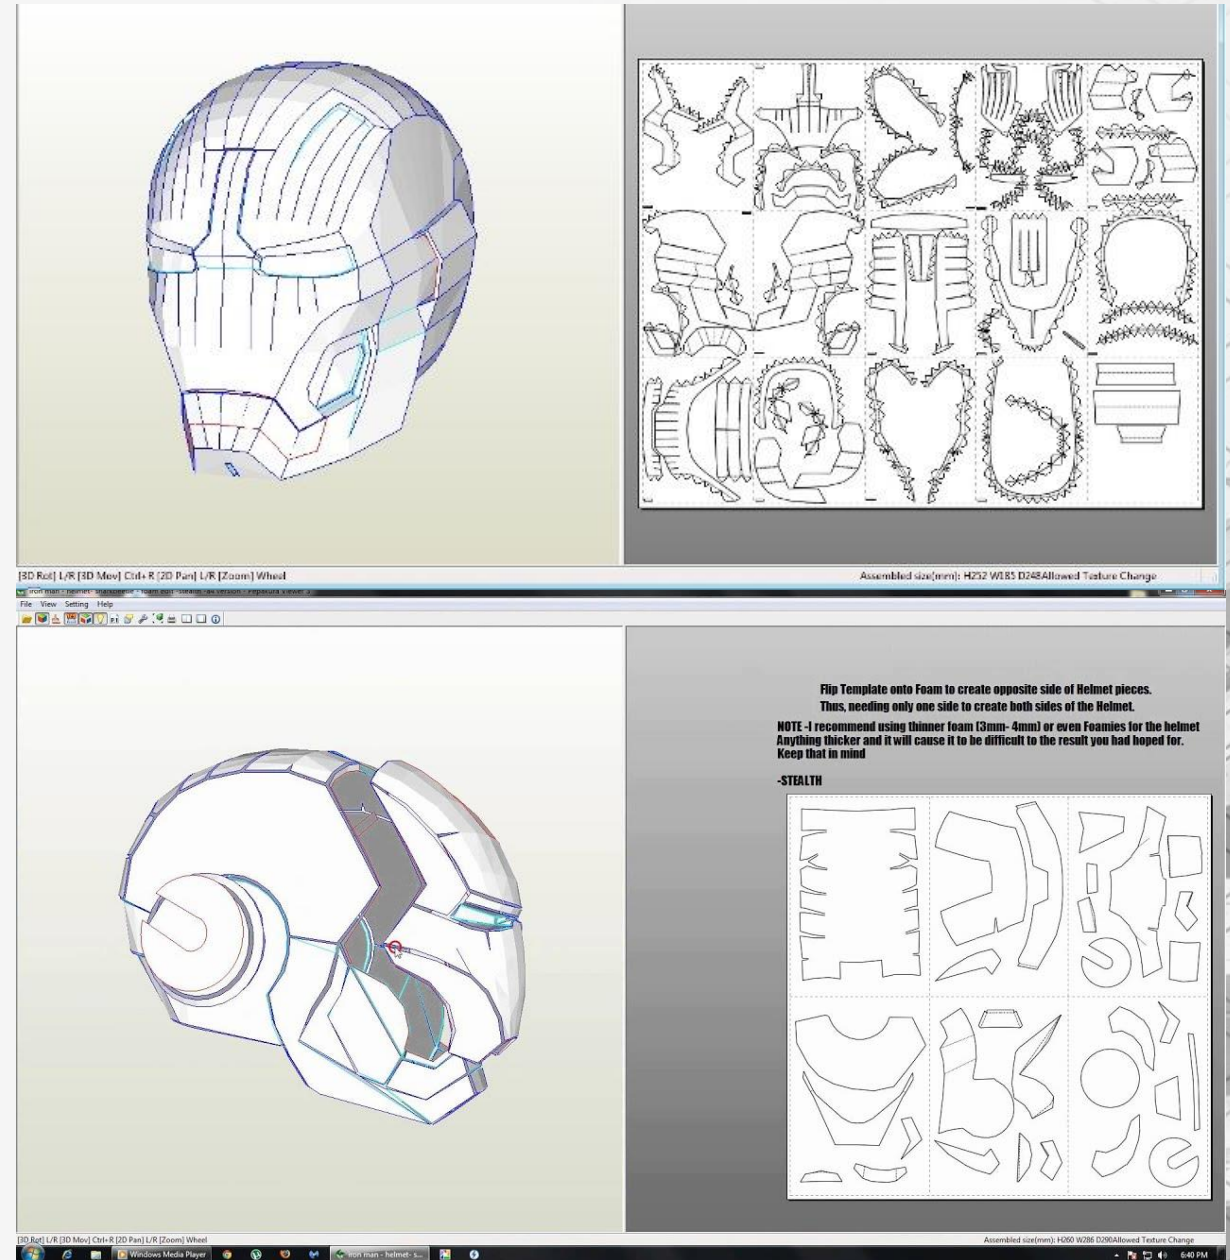 [3D Rot] L/R [3D Mov] Ctrl+R [2D Pan] L/R [Zoom] Wheel
Assembled size(mm): H252 W185 D248Allowed Texture Change
File View Setting Help
Flip Template onto Foam to create opposite side of Helmet pieces.
Thus, needing only one side to create both sides of the Helmet.
NOTE -I recommend using thinner foam (3mm- 4mm) or even Foamies for the helmet
Anything thicker and it will cause it to be difficult to the result you had hoped for.
Keep that in mind
-STEALTH
[3D Rot] L/R [3D Mov] Ctrl+R [2D Pan] L/R [Zoom] Wheel
Assembled size(mm): H260 W286 D290Allowed Texture Change
Windows Media Player
Iron man - helmet- s...
6:40 PM